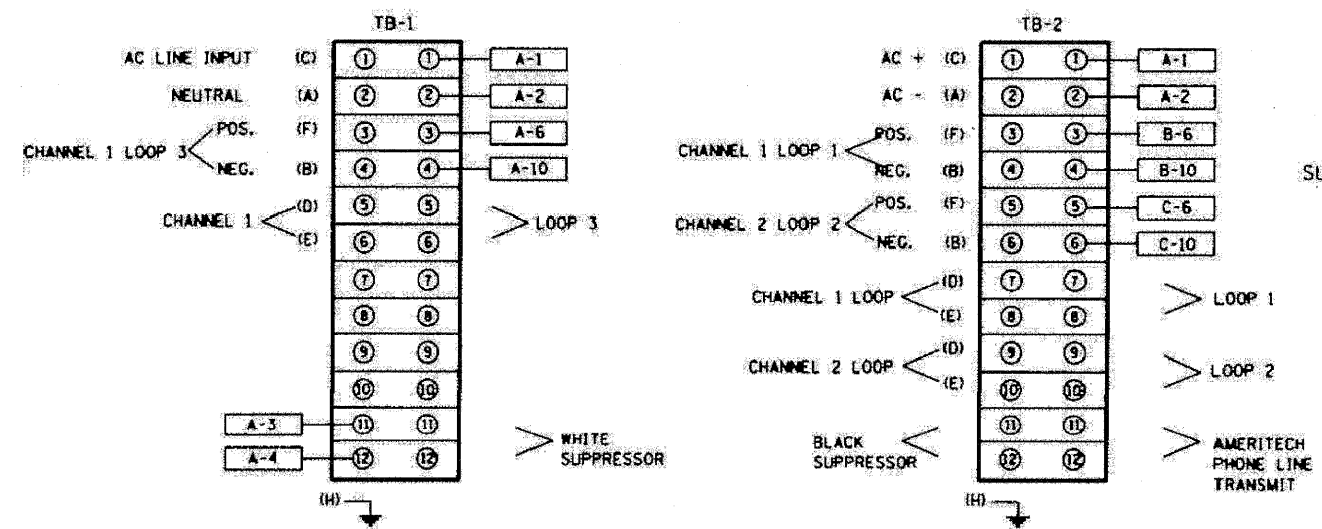 TB-1
AC LINE INPUT (C) 1 1 A-1
NEUTRAL (A) 2 2 A-2
POS. (F) 3 3 A-6
CHANNEL 1 LOOP 3
NEG. (B) 4 4 A-10
(D) 5 5
CHANNEL 1 LOOP 3
(E) 6 6
7 7
8 8
9 9
10 10
A-3 11 11
WHITE
SUPPRESSOR
A-4 12 12
(H)
TB-2
AC + (C) 1 1 A-1
AC - (A) 2 2 A-2
POS. (F) 3 3 B-6
CHANNEL 1 LOOP 1
NEG. (B) 4 4 B-10
POS. (F) 5 5 C-6
CHANNEL 2 LOOP 2
NEG. (B) 6 6 C-10
(D) 7 7
CHANNEL 1 LOOP LOOP 1
(E) 8 8
(D) 9 9
CHANNEL 2 LOOP LOOP 2
(E) 10 10
11 11
BLACK
SUPPRESSOR
12 12
AMERITECH
PHONE LINE
TRANSMIT
(H)